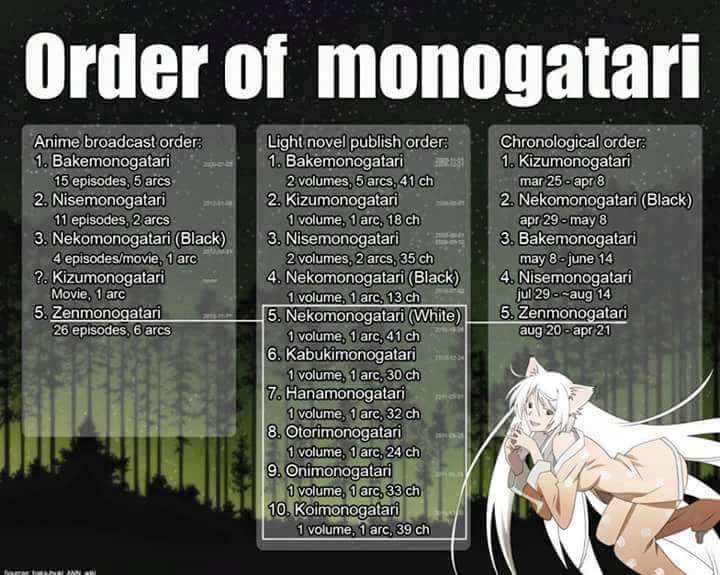 Order of monogatari
Anime broadcast order:
1. Bakemonogatari
15 episodes, 5 arcs
2. Nisemonogatari
11 episodes, 2 arcs
3. Nekomonogatari (Black)
4 episodes/movie, 1 arc
?. Kizumonogatari
Movie, 1 arc
5. Zenmonogatari
26 episodes, 6 arcs
Light novel publish order:
1. Bakemonogatari
2 volumes, 5 arcs, 41 ch
2. Kizumonogatari
1 volume, 1 arc, 18 ch
3. Nisemonogatari
2 volumes, 2 arcs, 35 ch
4. Nekomonogatari (Black)
1 volume, 1 arc, 13 ch
5. Nekomonogatari (White)
1 volume, 1 arc, 41 ch
6. Kabukimonogatari
1 volume, 1 arc, 30 ch
7. Hanamonogatari
1 volume, 1 arc, 32 ch
8. Otorimonogatari
1 volume, 1 arc, 24 ch
9. Onimonogatari
1 volume, 1 arc, 33 ch
10. Koimonogatari
1 volume, 1 arc, 39 ch
Chronological order:
1. Kizumonogatari
mar 25 - apr 8
2. Nekomonogatari (Black)
apr 29 - may 8
3. Bakemonogatari
may 8 - june 14
4. Nisemonogatari
jul 29 - ~aug 14
5. Zenmonogatari
aug 20 - apr 21